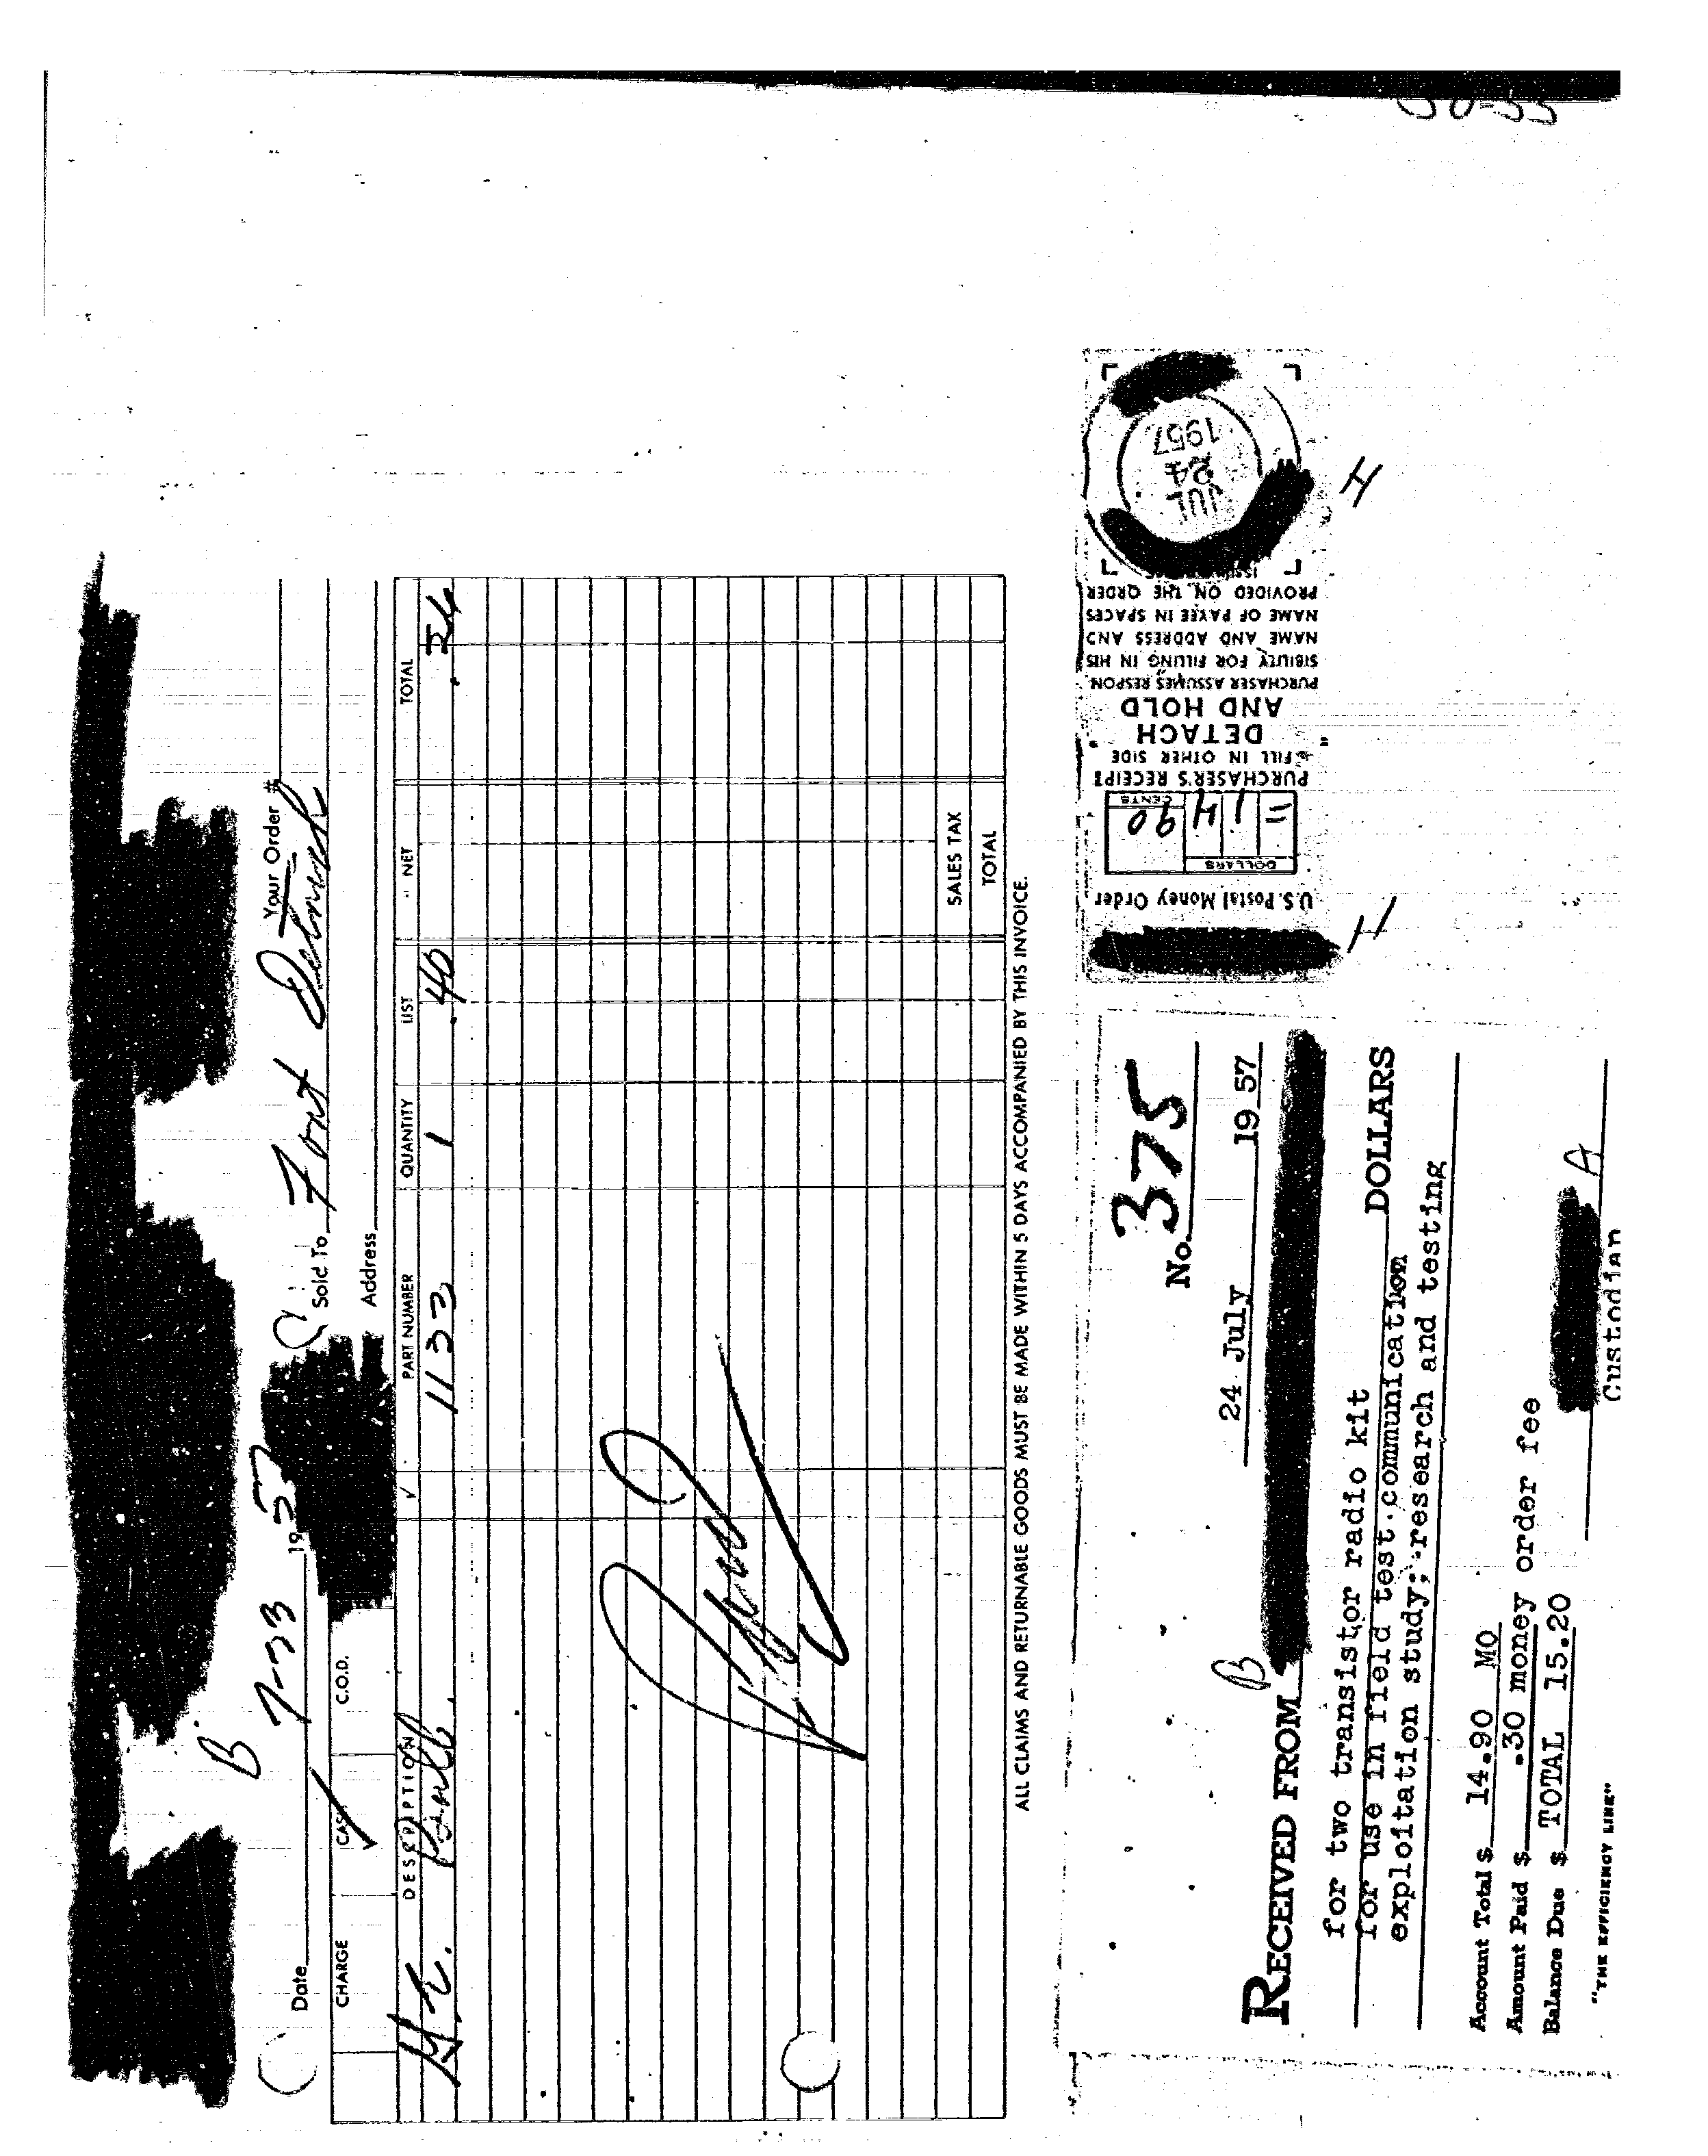 50-33
B
Date 7-23 1957
Your Order #
Sold To Fort Detrick
Address
CHARGE CASH C.O.D.
DESCRIPTION ✓ PART NUMBER QUANTITY LIST NET TOTAL
1133 1 .40
SALES TAX
TOTAL
ALL CLAIMS AND RETURNABLE GOODS MUST BE MADE WITHIN 5 DAYS ACCOMPANIED BY THIS INVOICE.
No. 375
24 July 1957
RECEIVED FROM B
DOLLARS
for two transistor radio kit
for use in field test communication
exploitation study; research and testing
Account Total $ 14.90 MO
Amount Paid $ .30 money order fee
Balance Due $ TOTAL 15.20
A
Custodian
"THE EFFICIENCY LINE"
H
U.S. Postal Money Order
DOLLARS CENTS
= 14 90
PURCHASER'S RECEIPT
FILL IN OTHER SIDE
DETACH
AND HOLD
PURCHASER ASSUMES RESPON
SIBILITY FOR FILLING IN HIS
NAME AND ADDRESS AND
NAME OF PAYEE IN SPACES
PROVIDED ON THE ORDER
JUL
24
1957
H